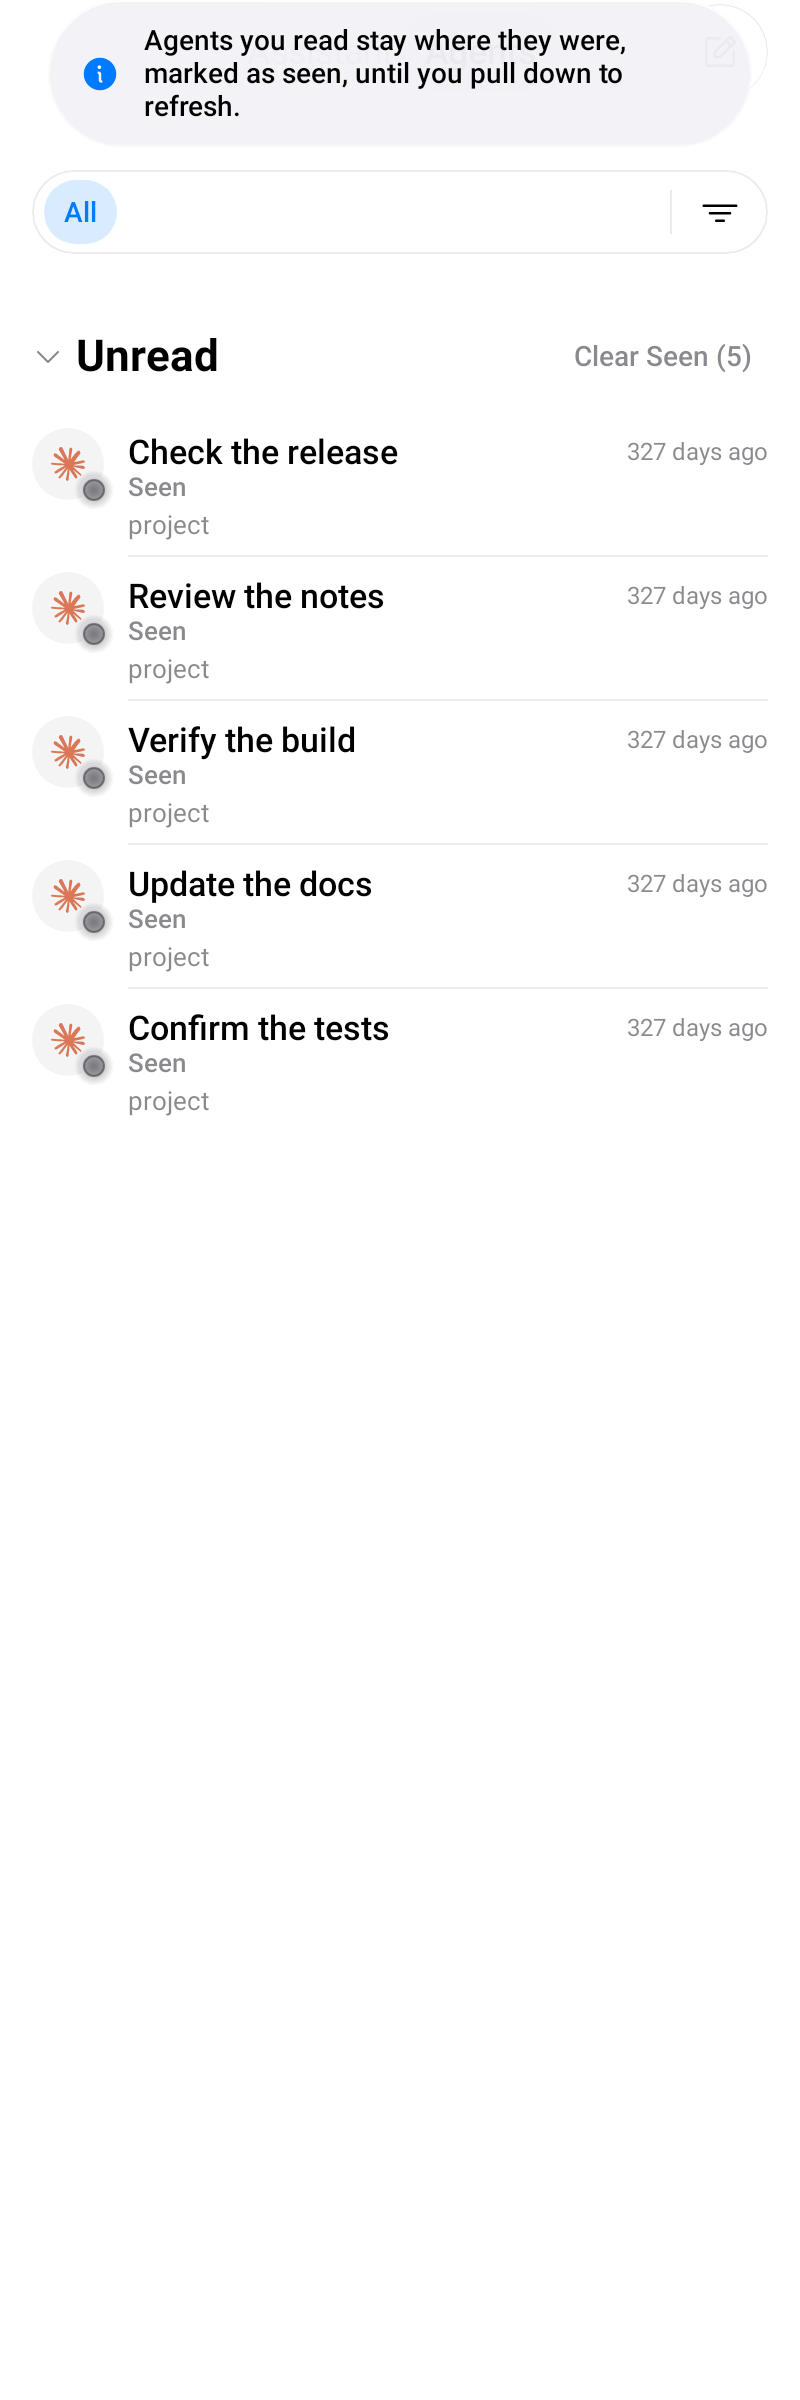 Agents you read stay where they were,
marked as seen, until you pull down to
refresh.
All
Unread
Clear Seen (5)
Check the release
327 days ago
Seen
project
Review the notes
327 days ago
Seen
project
Verify the build
327 days ago
Seen
project
Update the docs
327 days ago
Seen
project
Confirm the tests
327 days ago
Seen
project